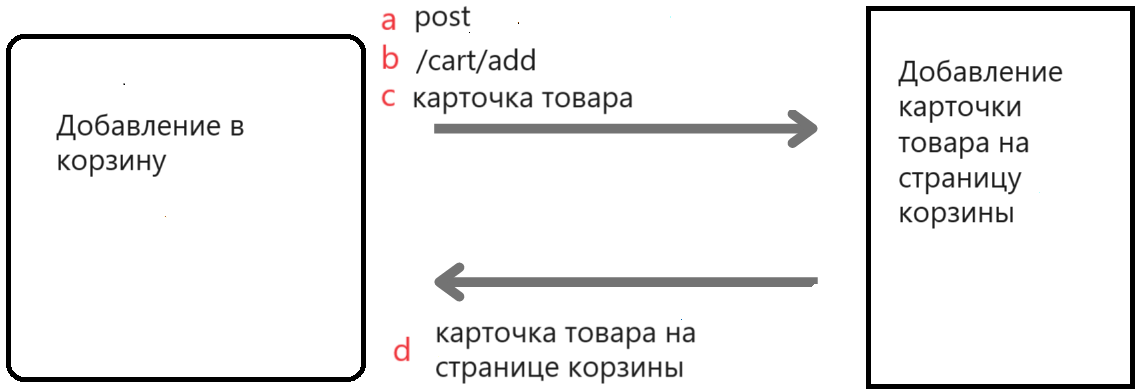 Добавление в
корзину
a post
b /cart/add
c карточка товара
d карточка товара на
странице корзины
Добавление
карточки
товара на
страницу
корзины